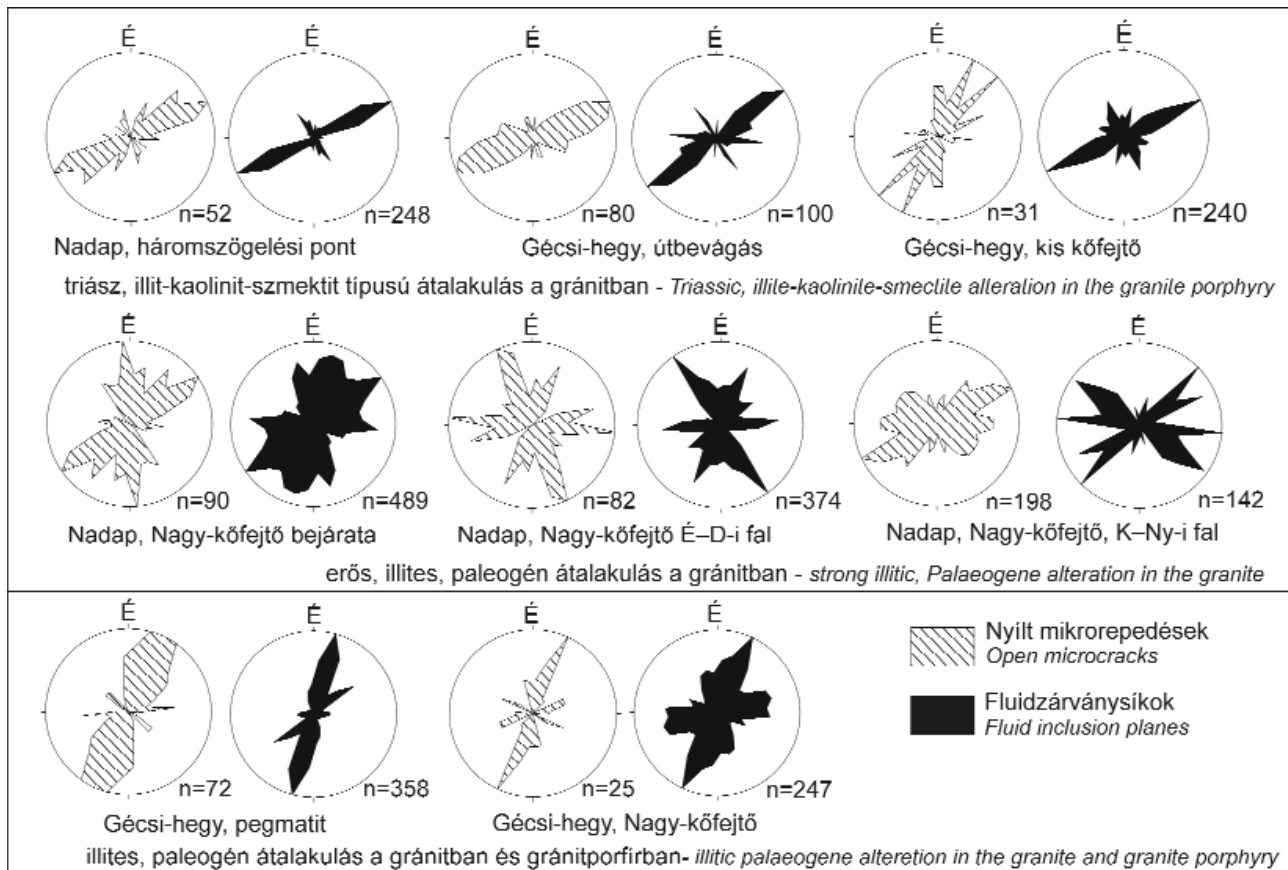 É É É É É É
n=52 n=248 n=80 n=100 n=31 n=240
Nadap, háromszögelési pont Gécsi-hegy, útbevágás Gécsi-hegy, kis kőfejtő
triász, illit-kaolinit-szmektit típusú átalakulás a gránitban - Triassic, illile-kaolinile-smeclile alteration in lhe granile porphyry
É É É É É É
n=90 n=489 n=82 n=374 n=198 n=142
Nadap, Nagy-kőfejtő bejárata Nadap, Nagy-kőfejtő É–D-i fal Nadap, Nagy-kőfejtő, K–Ny-i fal
erős, illites, paleogén átalakulás a gránitban - strong illitic, Palaeogene alteration in the granite
É É É É
Nyílt mikrorepedések
Open microcracks
Fluidzárványsíkok
Fluid inclusion planes
n=72 n=358 n=25 n=247
Gécsi-hegy, pegmatit Gécsi-hegy, Nagy-kőfejtő
illites, paleogén átalakulás a gránitban és gránitporfírban- illitic palaeogene alteretion in the granite and granite porphyry